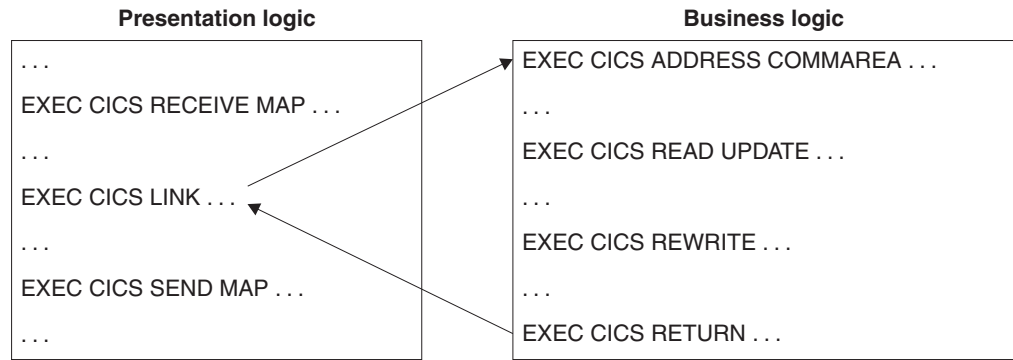 Presentation logic
. . .
EXEC CICS RECEIVE MAP . . .
. . .
EXEC CICS LINK . . .
. . .
EXEC CICS SEND MAP . . .
. . .
Business logic
EXEC CICS ADDRESS COMMAREA . . .
. . .
EXEC CICS READ UPDATE . . .
. . .
EXEC CICS REWRITE . . .
. . .
EXEC CICS RETURN . . .